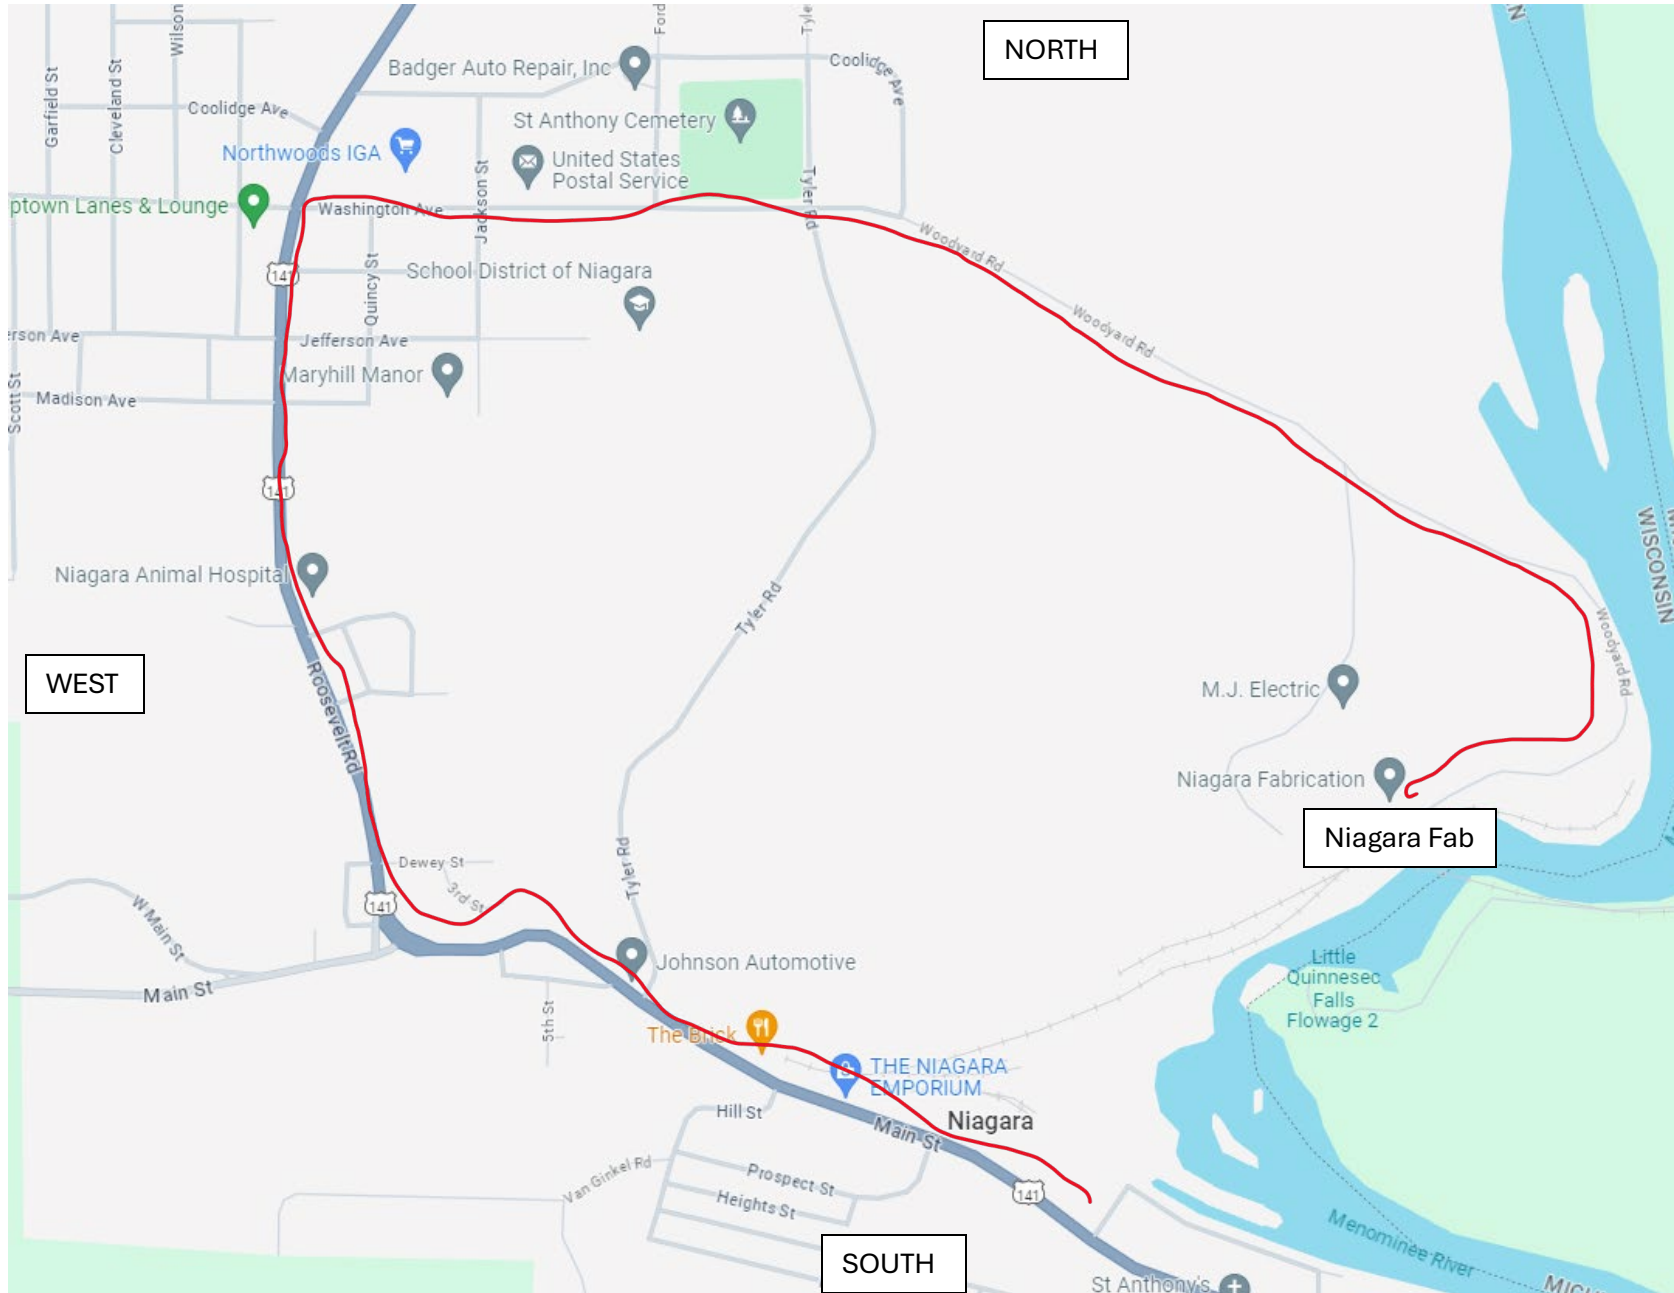 NORTH
Wilson
Ford
Tyle
Garfield St
Cleveland St
Badger Auto Repair, Inc
Coolidge Ave
Coolidge Ave
St Anthony Cemetery
Northwoods IGA
United States
Postal Service
Jackson St
Tyler Rd
ptown Lanes & Lounge
Washington Ave
Woodyard Rd
141
School District of Niagara
Quincy St
Woodyard Rd
erson Ave
Jefferson Ave
Maryhill Manor
Madison Ave
Scott St
141
WISCONSIN
Niagara Animal Hospital
Tyler Rd
Woodyard Rd
WEST
Roosevelt Rd
M.J. Electric
Niagara Fabrication
Niagara Fab
Dewey St
3rd St
Tyler Rd
141
W Main St
Johnson Automotive
Little
Quinnesec
Falls
Flowage 2
Main St
5th St
The Brick
THE NIAGARA
EMPORIUM
Hill St
Niagara
Main St
Van Ginkel Rd
Prospect St
Heights St
141
Menominee River
SOUTH
St Anthony's
MICH